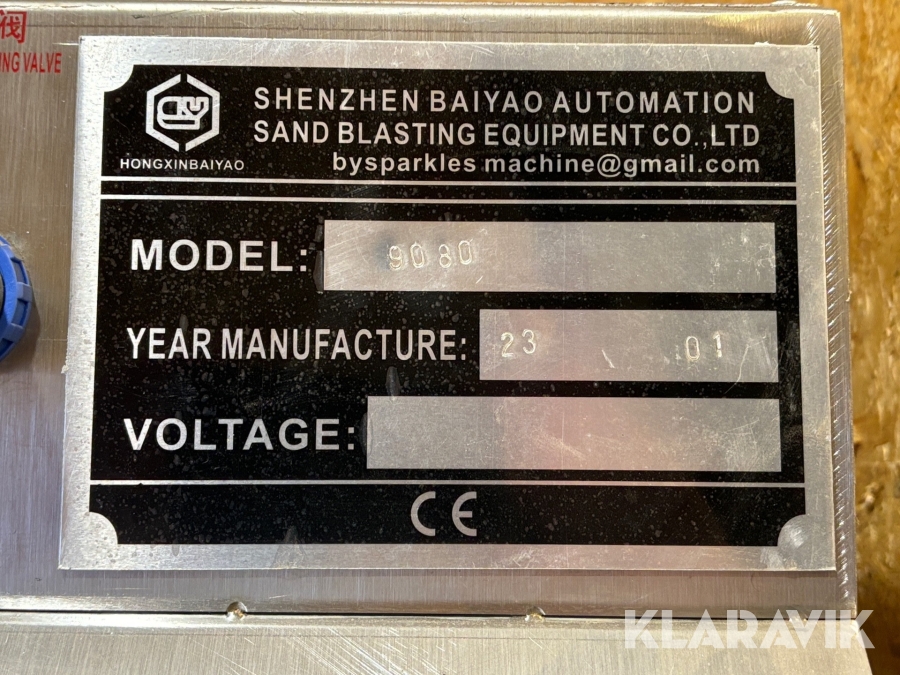 阀
ING VALVE
SHENZHEN BAIYAO AUTOMATION
SAND BLASTING EQUIPMENT CO.,LTD
HONGXINBAIYAO
bysparkles machine@gmail.com
MODEL: 9080
YEAR MANUFACTURE: 23 01
VOLTAGE:
CE
KLARAVIK